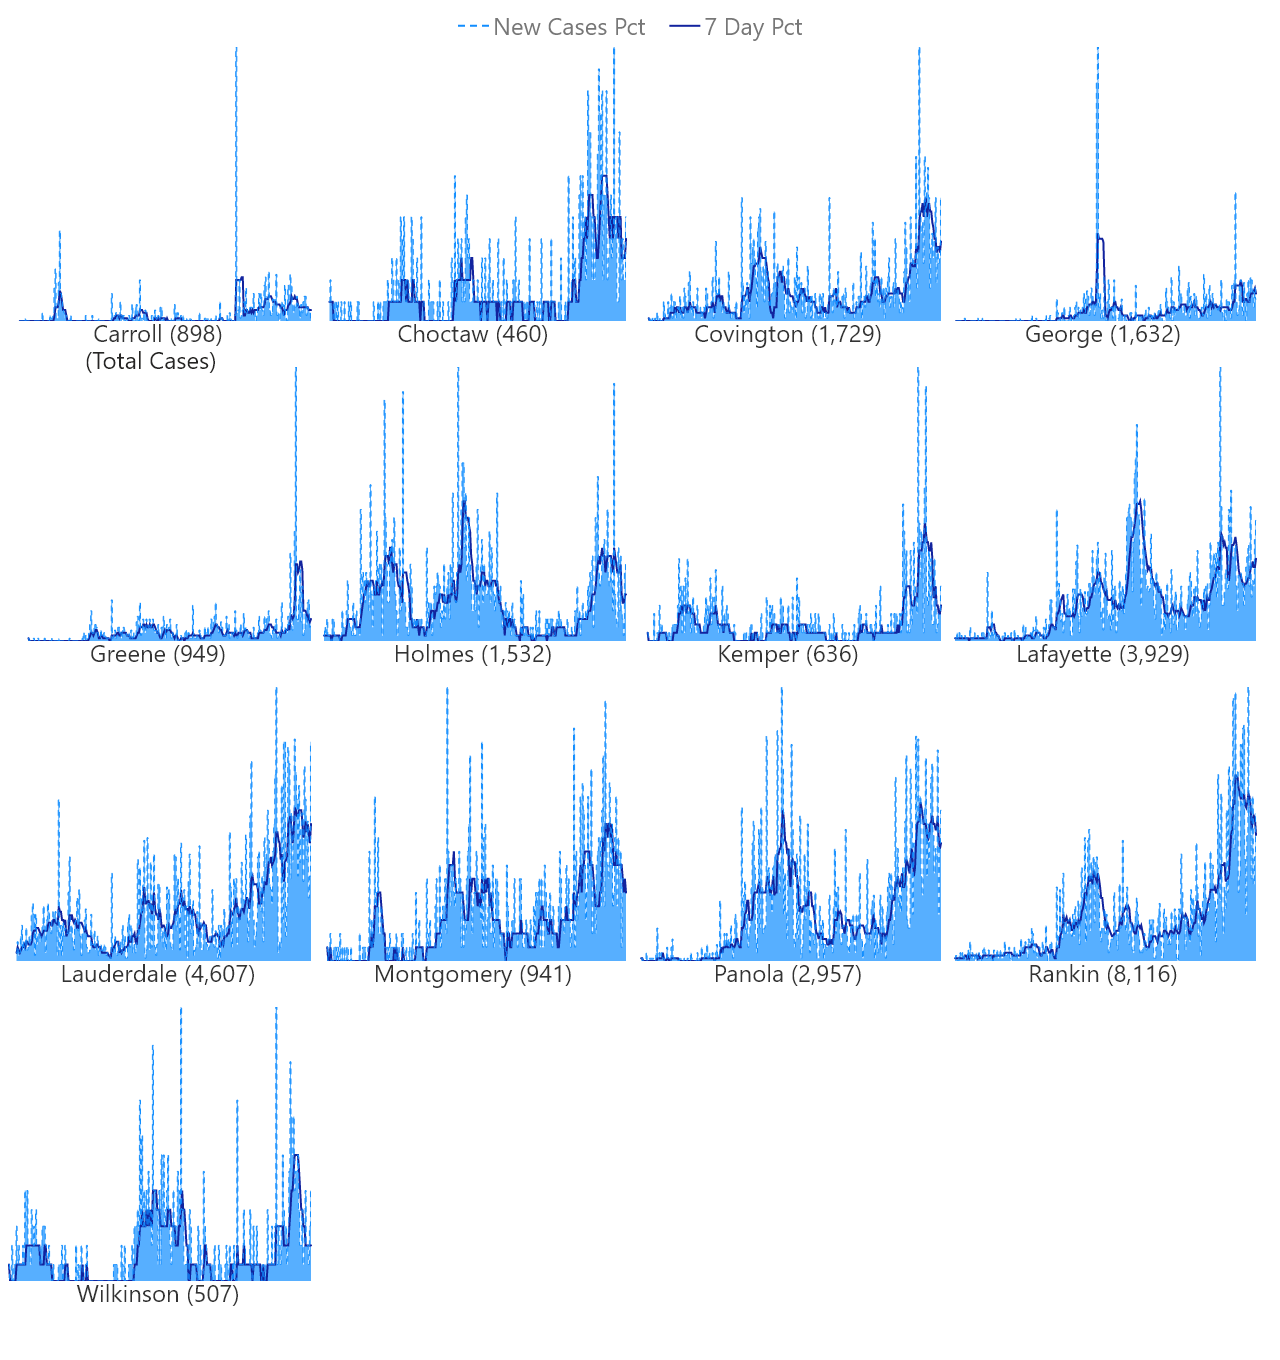 New Cases Pct 7 Day Pct
Carroll (898) Choctaw (460) Covington (1,729) George (1,632)
(Total Cases)
Greene (949) Holmes (1,532) Kemper (636) Lafayette (3,929)
Lauderdale (4,607) Montgomery (941) Panola (2,957) Rankin (8,116)
Wilkinson (507)